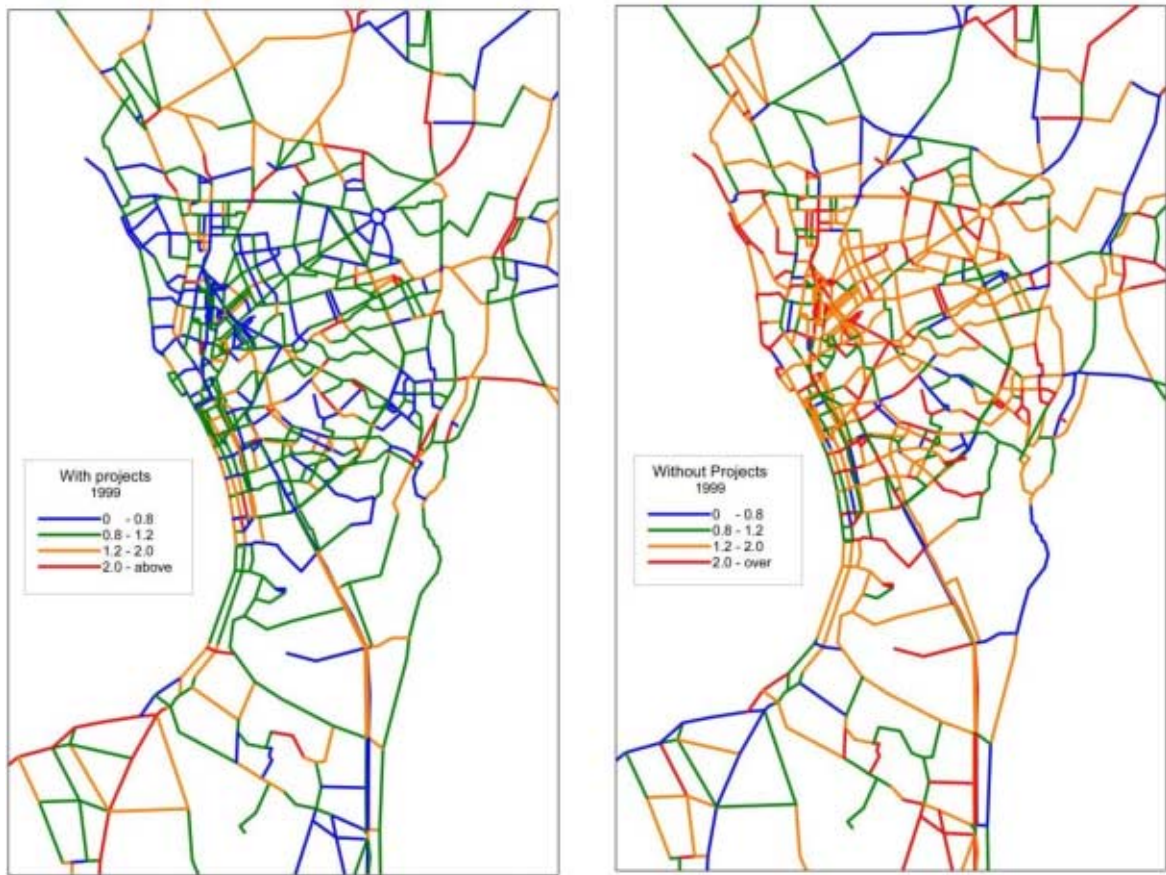 With projects
1999
0 - 0.8
0.8 - 1.2
1.2 - 2.0
2.0 - above
Without Projects
1999
0 - 0.8
0.8 - 1.2
1.2 - 2.0
2.0 - over